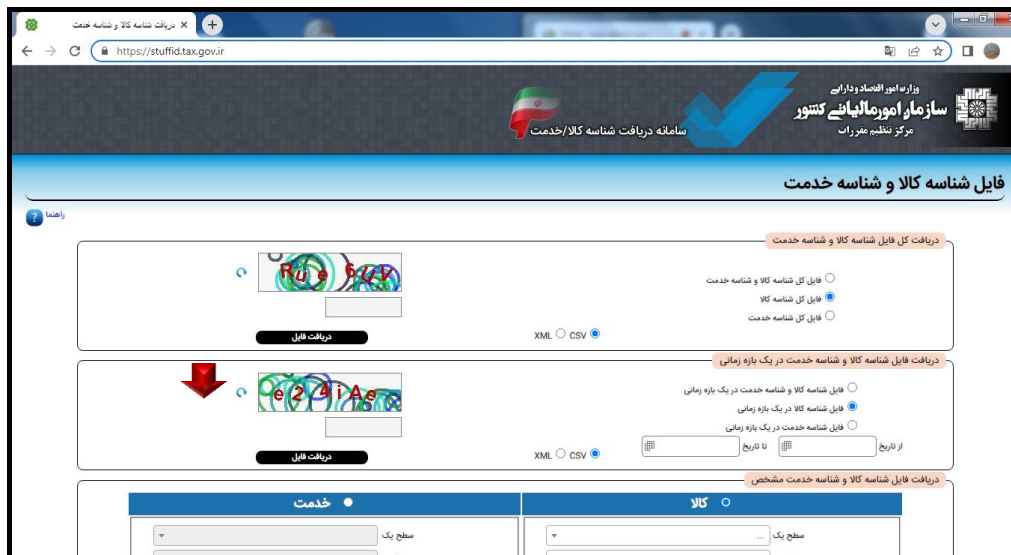 دریافت شناسه کالا و شناسه خدمت
https://stuffid.tax.gov.ir
وزارت امور اقتصاد و دارایی
سازمان امور مالیاتی کشور
مرکز تنظیم مقررات
سامانه دریافت شناسه کالا/خدمت
فایل شناسه کالا و شناسه خدمت
راهنما ?
دریافت کل فایل شناسه کالا و شناسه خدمت
فایل کل شناسه کالا و شناسه خدمت
فایل کل شناسه کالا
فایل کل شناسه خدمت
Rue6UV
CSV XML
دریافت فایل
دریافت فایل شناسه کالا و شناسه خدمت در یک بازه زمانی
فایل شناسه کالا و شناسه خدمت در یک بازه زمانی
فایل شناسه کالا در یک بازه زمانی
فایل شناسه خدمت در یک بازه زمانی
از تاریخ تا تاریخ
e24iAe
CSV XML
دریافت فایل
دریافت فایل شناسه کالا و شناسه خدمت مشخص
کالا
خدمت
سطح یک ...
سطح یک